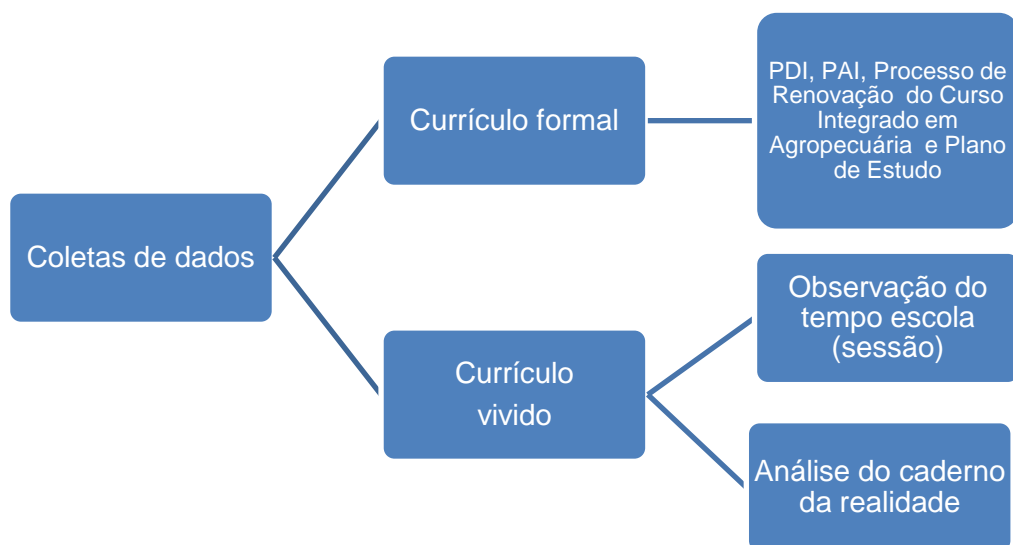 Coletas de dados
Currículo formal
PDI, PAI, Processo de
Renovação do Curso
Integrado em
Agropecuária e Plano
de Estudo
Currículo
vivido
Observação do
tempo escola
(sessão)
Análise do caderno
da realidade